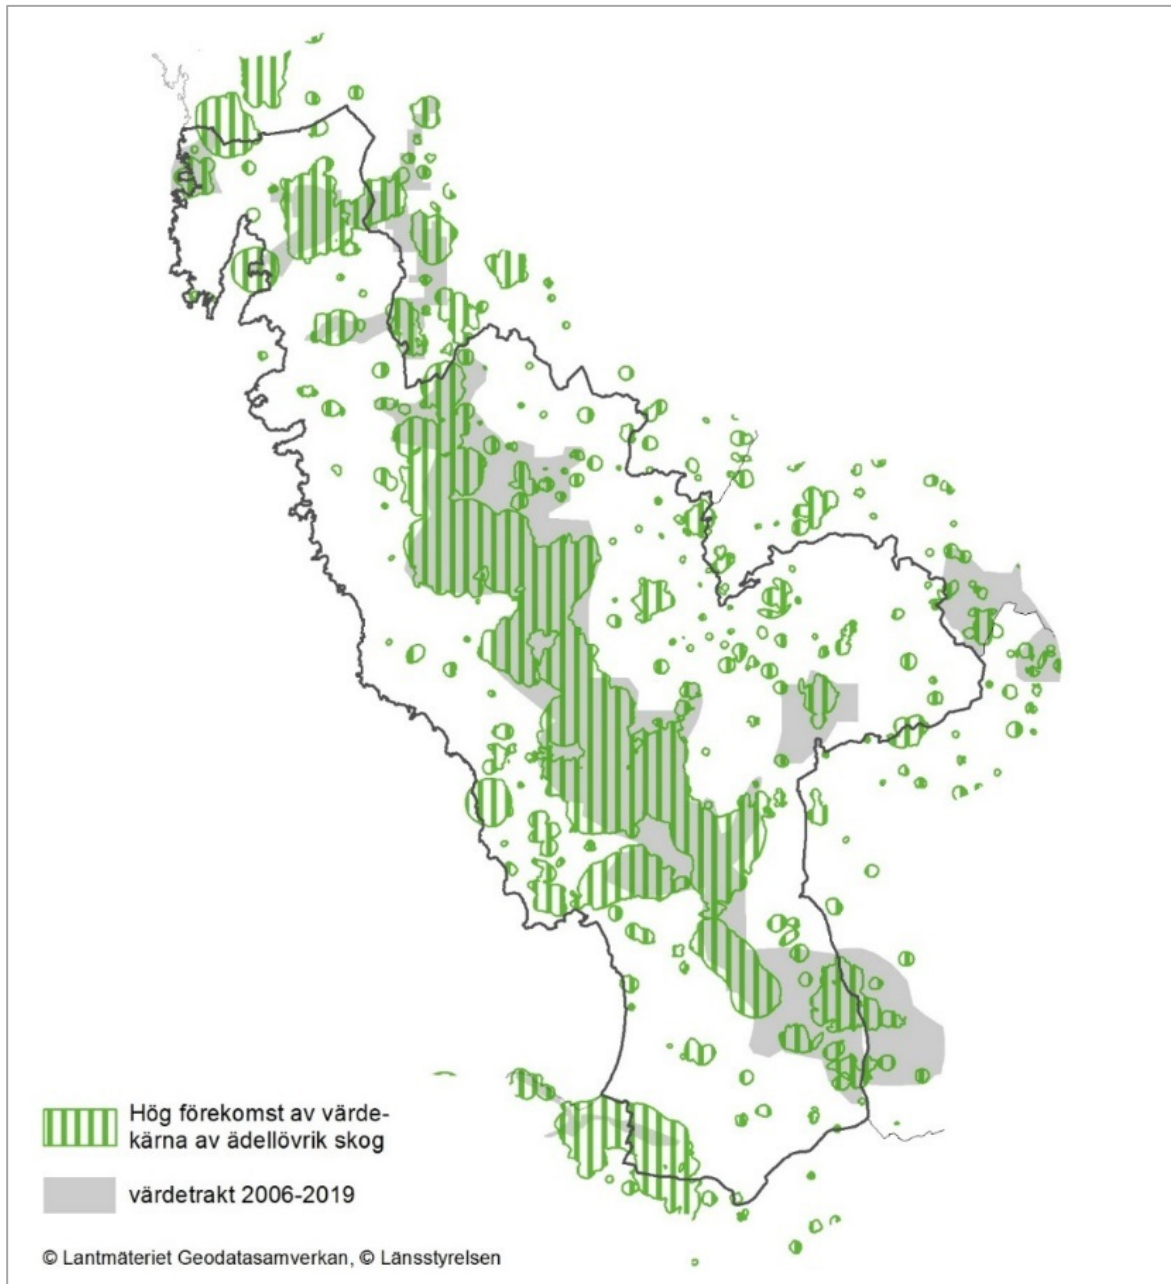 Hög förekomst av värde-
kärna av ädellövrik skog
värdetrakt 2006-2019
© Lantmäteriet Geodatasamverkan, © Länsstyrelsen